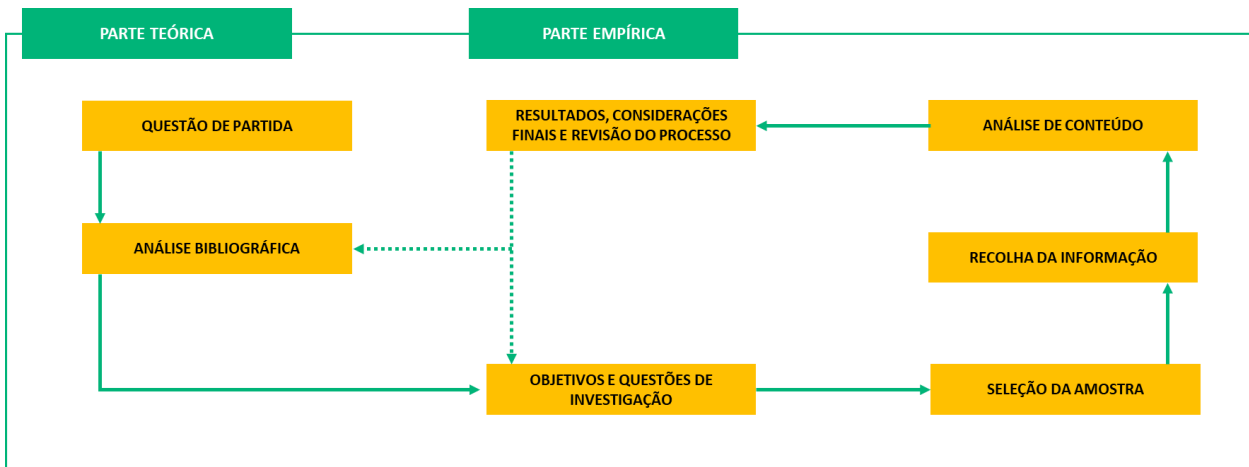 PARTE TEÓRICA
PARTE EMPÍRICA
QUESTÃO DE PARTIDA
RESULTADOS, CONSIDERAÇÕES
FINAIS E REVISÃO DO PROCESSO
ANÁLISE DE CONTEÚDO
ANÁLISE BIBLIOGRÁFICA
RECOLHA DA INFORMAÇÃO
OBJETIVOS E QUESTÕES DE
INVESTIGAÇÃO
SELEÇÃO DA AMOSTRA